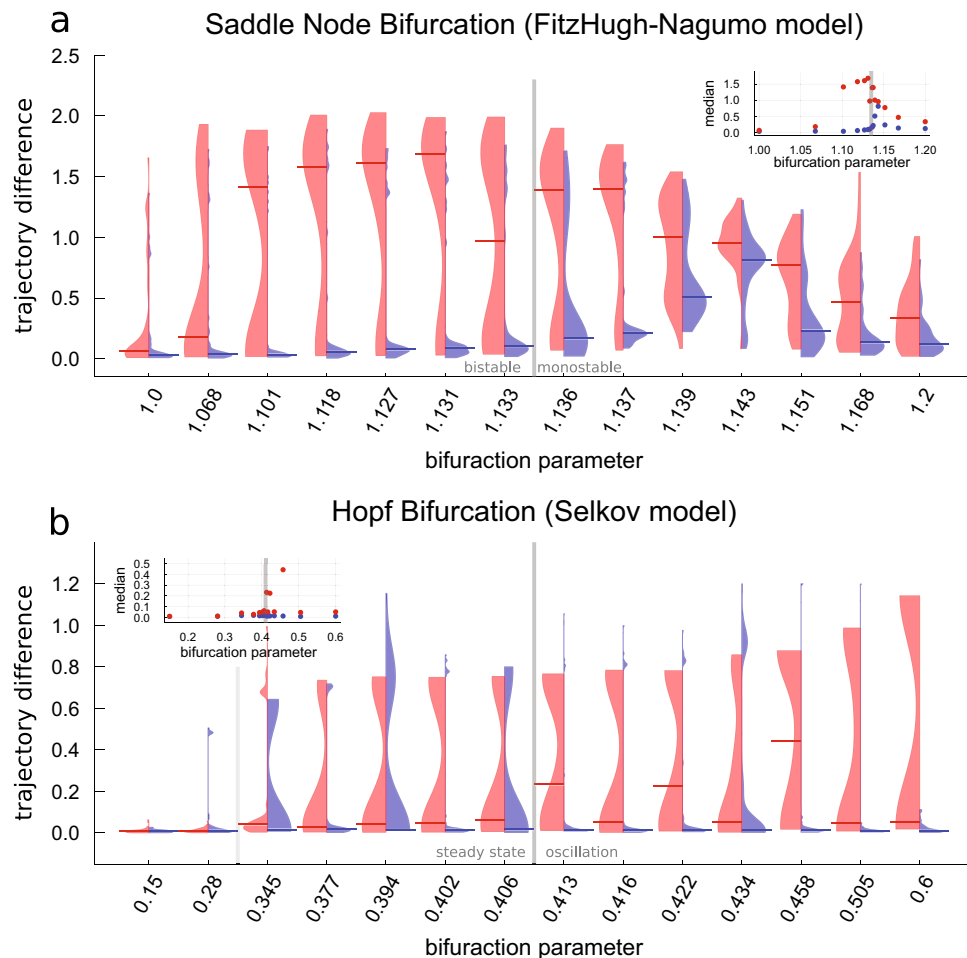 a
Saddle Node Bifurcation (FitzHugh-Nagumo model)
2.5
2.0
1.5
1.0
0.5
0.0
trajectory difference
median
1.5
1.0
0.5
0.0
1.00 1.05 1.10 1.15 1.20
bifurcation parameter
bistable monostable
1.0 1.068 1.101 1.118 1.127 1.131 1.133 1.136 1.137 1.139 1.143 1.151 1.168 1.2
bifuraction parameter
b
Hopf Bifurcation (Selkov model)
1.2
1.0
0.8
0.6
0.4
0.2
0.0
trajectory difference
median
0.5
0.4
0.3
0.2
0.1
0.0
0.2 0.3 0.4 0.5 0.6
bifurcation parameter
steady state oscillation
0.15 0.28 0.345 0.377 0.394 0.402 0.406 0.413 0.416 0.422 0.434 0.458 0.505 0.6
bifuraction parameter